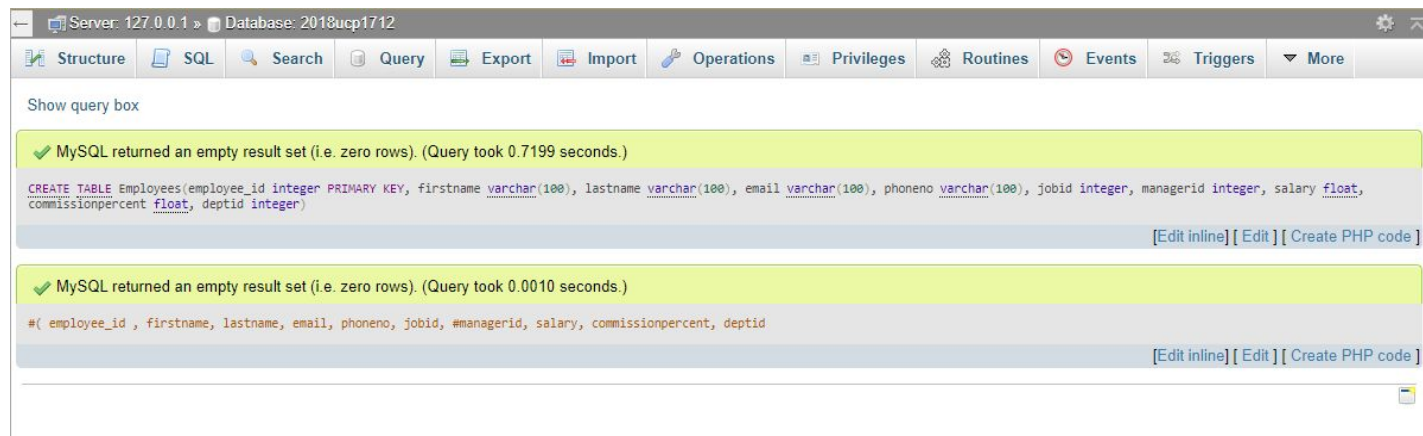 ← Server: 127.0.0.1 » Database: 2018ucp1712
Structure SQL Search Query Export Import Operations Privileges Routines Events Triggers More
Show query box
MySQL returned an empty result set (i.e. zero rows). (Query took 0.7199 seconds.)
CREATE TABLE Employees(employee_id integer PRIMARY KEY, firstname varchar(100), lastname varchar(100), email varchar(100), phoneno varchar(100), jobid integer, managerid integer, salary float,
commissionpercent float, deptid integer)
[Edit inline] [ Edit ] [ Create PHP code ]
MySQL returned an empty result set (i.e. zero rows). (Query took 0.0010 seconds.)
#( employee_id , firstname, lastname, email, phoneno, jobid, #managerid, salary, commissionpercent, deptid
[Edit inline] [ Edit ] [ Create PHP code ]